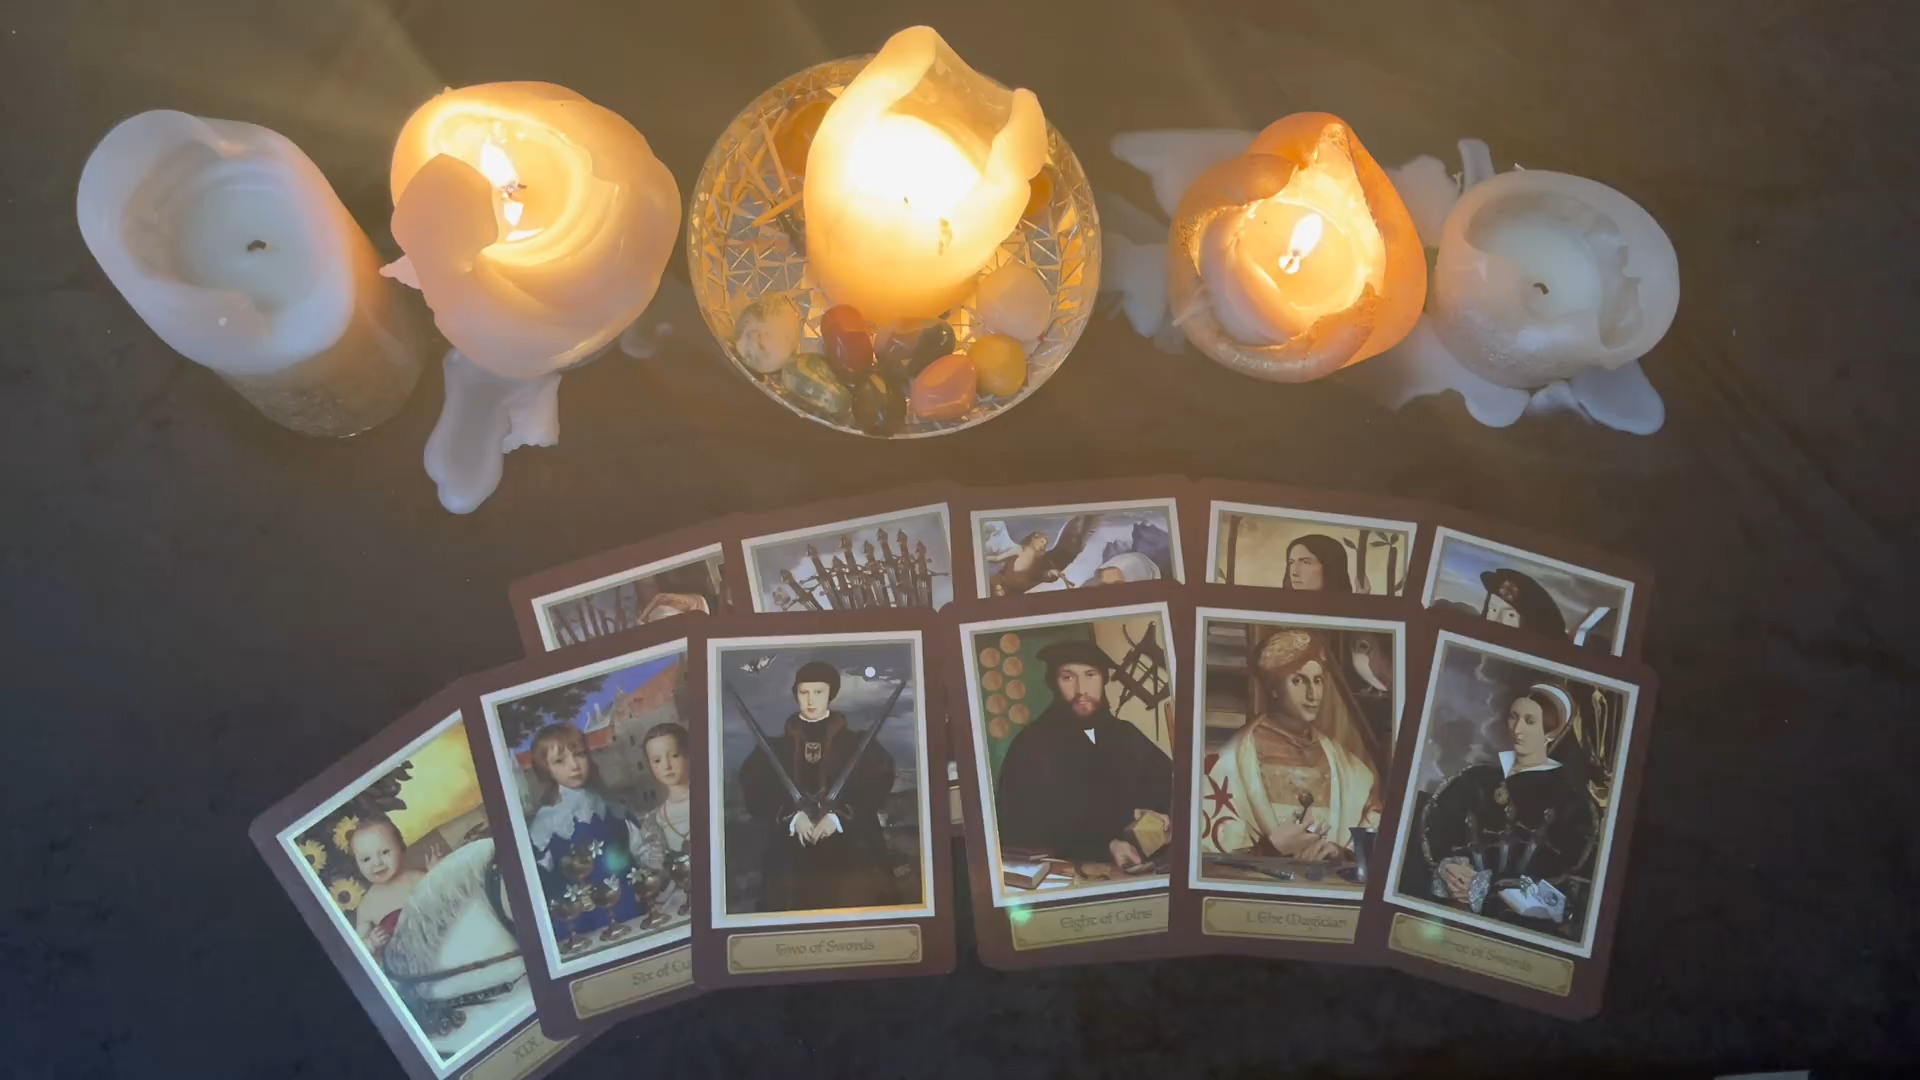 XIX
Six of Cu
Two of Swords
Eight of Coins
I. The Magician
of Swords